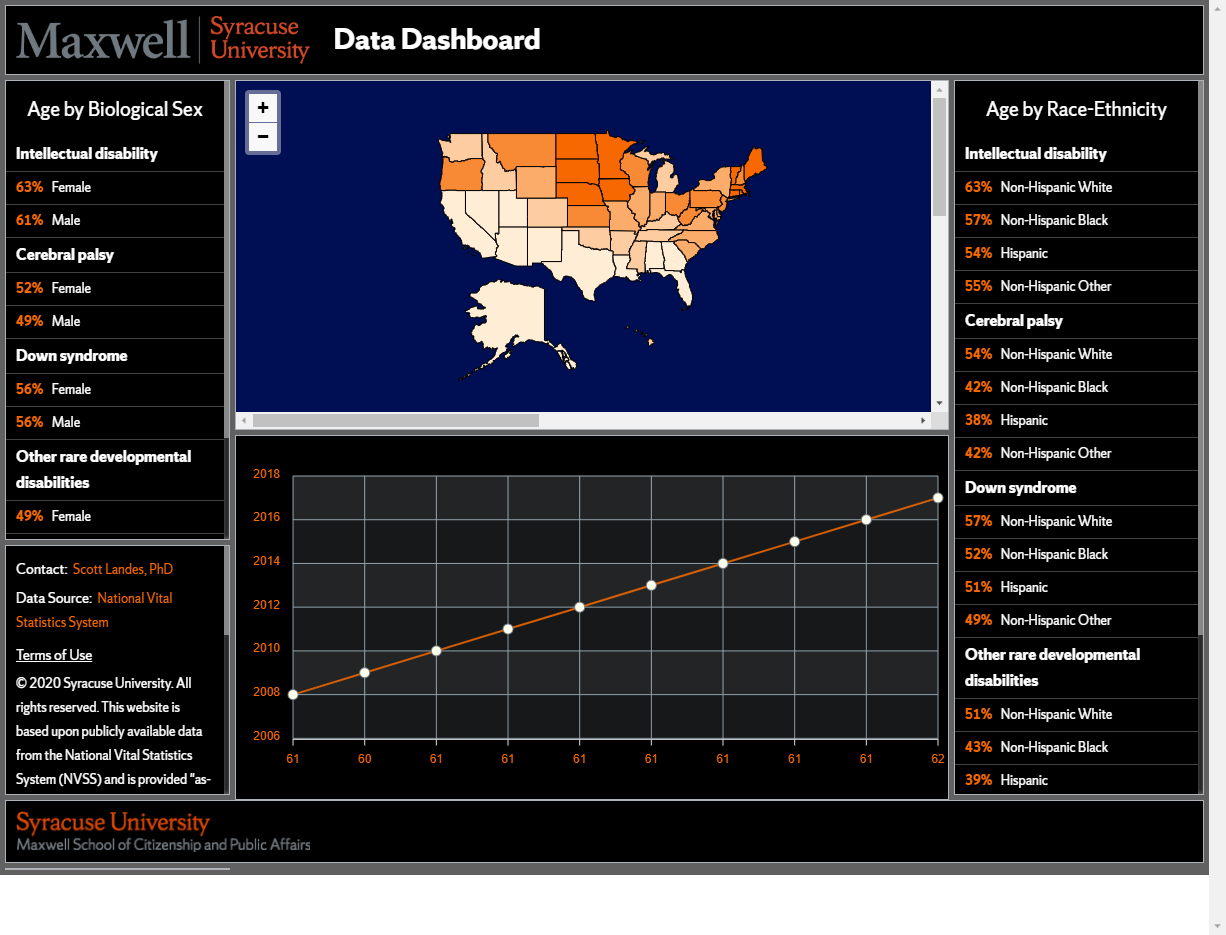 Maxwell
Syracuse
University
Data Dashboard
Age by Biological Sex
Intellectual disability
63% Female
61% Male
Cerebral palsy
52% Female
49% Male
Down syndrome
56% Female
56% Male
Other rare developmental
disabilities
49% Female
Contact: Scott Landes, PhD
Data Source: National Vital
Statistics System
Terms of Use
© 2020 Syracuse University. All
rights reserved. This website is
based upon publicly available data
from the National Vital Statistics
System (NVSS) and is provided "as-
+
−
2018
2016
2014
2012
2010
2008
2006
61 60 61 61 61 61 61 61 61 62
Age by Race-Ethnicity
Intellectual disability
63% Non-Hispanic White
57% Non-Hispanic Black
54% Hispanic
55% Non-Hispanic Other
Cerebral palsy
54% Non-Hispanic White
42% Non-Hispanic Black
38% Hispanic
42% Non-Hispanic Other
Down syndrome
57% Non-Hispanic White
52% Non-Hispanic Black
51% Hispanic
49% Non-Hispanic Other
Other rare developmental
disabilities
51% Non-Hispanic White
43% Non-Hispanic Black
39% Hispanic
Syracuse University
Maxwell School of Citizenship and Public Affairs